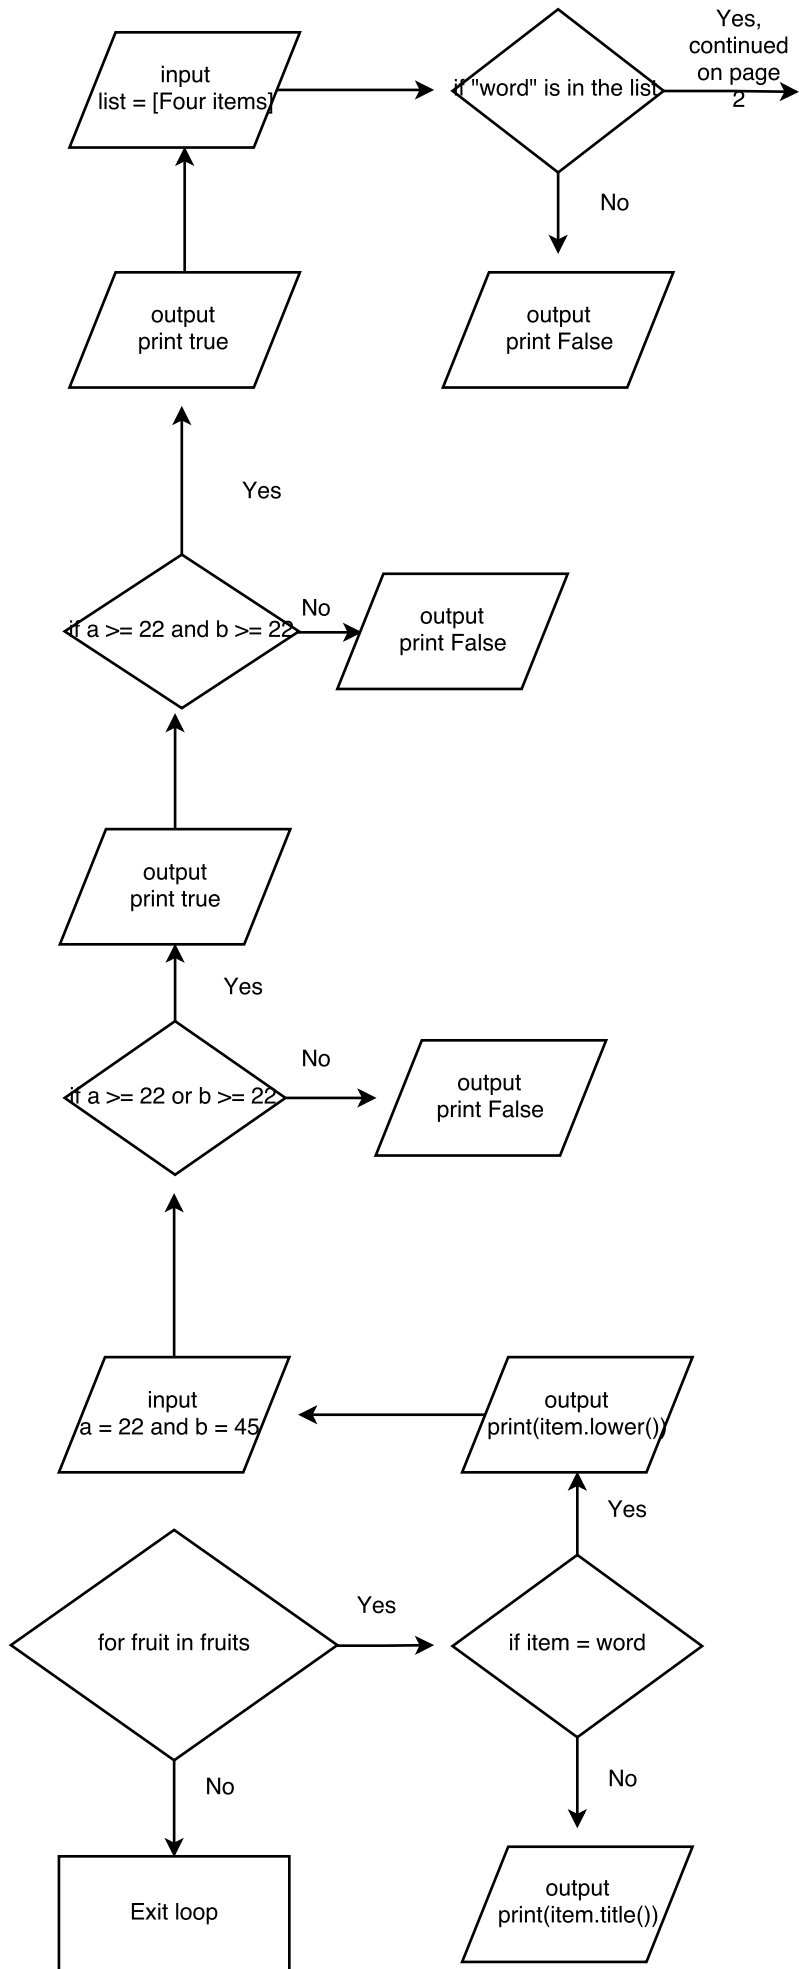 input
list = [Four items]
if "word" is in the list
Yes,
continued
on page
2
No
output
print true
output
print False
Yes
if a >= 22 and b >= 22
No
output
print False
output
print true
Yes
if a >= 22 or b >= 22
No
output
print False
input
a = 22 and b = 45
output
print(item.lower())
Yes
for fruit in fruits
Yes
if item = word
No
No
Exit loop
output
print(item.title())